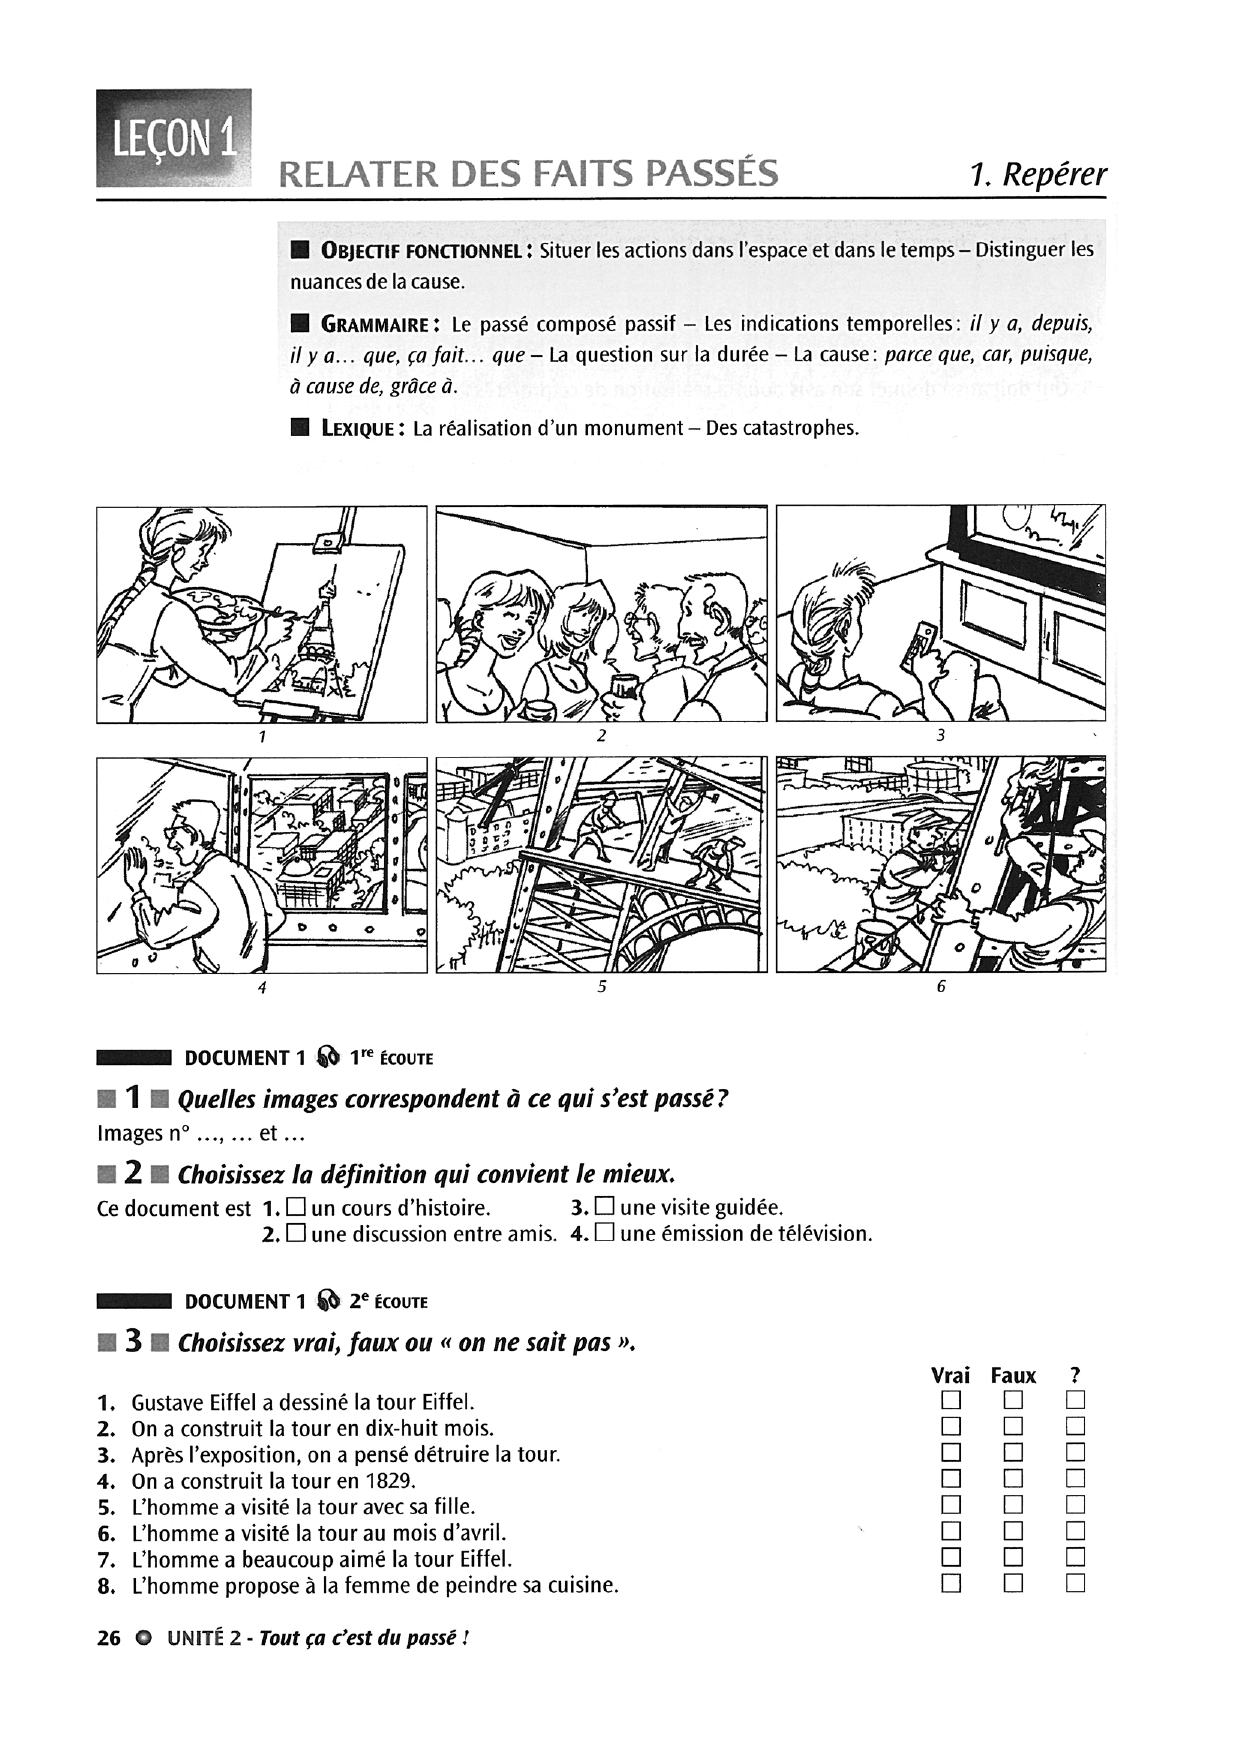 LEÇON 1
RELATER DES FAITS PASSÉS 1. Repérer
■ OBJECTIF FONCTIONNEL : Situer les actions dans l'espace et dans le temps – Distinguer les
nuances de la cause.
■ GRAMMAIRE : Le passé composé passif – Les indications temporelles : il y a, depuis,
il y a... que, ça fait... que – La question sur la durée – La cause : parce que, car, puisque,
à cause de, grâce à.
■ LEXIQUE : La réalisation d'un monument – Des catastrophes.
1 2 3
4 5 6
DOCUMENT 1 1re ÉCOUTE
■ 1 ■ Quelles images correspondent à ce qui s'est passé ?
Images n° ..., ... et ...
■ 2 ■ Choisissez la définition qui convient le mieux.
Ce document est 1. ☐ un cours d'histoire. 3. ☐ une visite guidée.
2. ☐ une discussion entre amis. 4. ☐ une émission de télévision.
DOCUMENT 1 2e ÉCOUTE
■ 3 ■ Choisissez vrai, faux ou « on ne sait pas ».
Vrai Faux ?
1. Gustave Eiffel a dessiné la tour Eiffel. ☐ ☐ ☐
2. On a construit la tour en dix-huit mois. ☐ ☐ ☐
3. Après l'exposition, on a pensé détruire la tour. ☐ ☐ ☐
4. On a construit la tour en 1829. ☐ ☐ ☐
5. L'homme a visité la tour avec sa fille. ☐ ☐ ☐
6. L'homme a visité la tour au mois d'avril. ☐ ☐ ☐
7. L'homme a beaucoup aimé la tour Eiffel. ☐ ☐ ☐
8. L'homme propose à la femme de peindre sa cuisine. ☐ ☐ ☐
26 UNITÉ 2 - Tout ça c'est du passé !